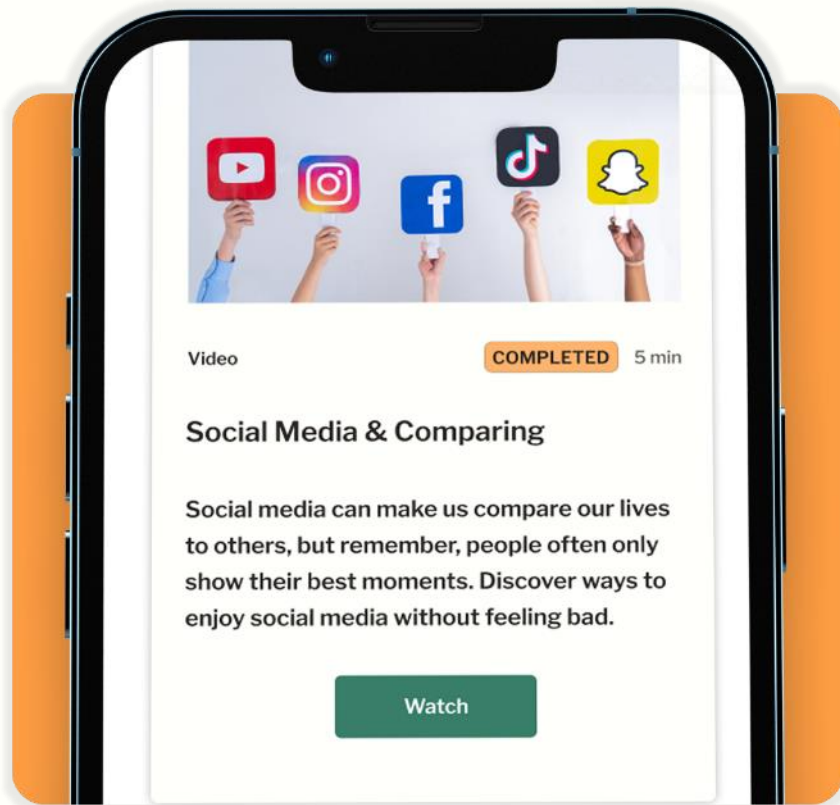 f
Video
COMPLETED 5 min
Social Media & Comparing
Social media can make us compare our lives
to others, but remember, people often only
show their best moments. Discover ways to
enjoy social media without feeling bad.
Watch